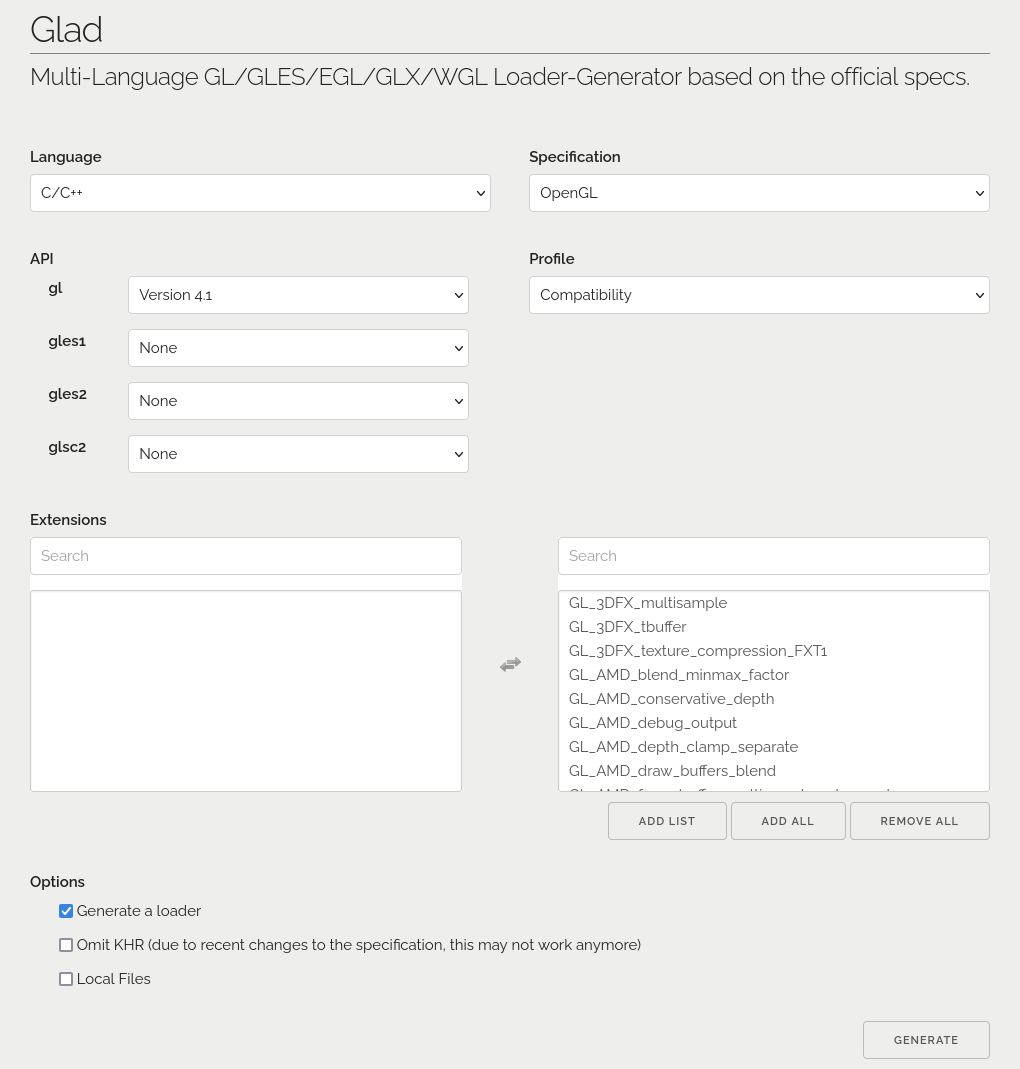 Glad
Multi-Language GL/GLES/EGL/GLX/WGL Loader-Generator based on the official specs.
Language
C/C++
Specification
OpenGL
API
gl
Version 4.1
gles1
None
gles2
None
glsc2
None
Profile
Compatibility
Extensions
Search
Search
GL_3DFX_multisample
GL_3DFX_tbuffer
GL_3DFX_texture_compression_FXT1
GL_AMD_blend_minmax_factor
GL_AMD_conservative_depth
GL_AMD_debug_output
GL_AMD_depth_clamp_separate
GL_AMD_draw_buffers_blend
ADD LIST
ADD ALL
REMOVE ALL
Options
Generate a loader
Omit KHR (due to recent changes to the specification, this may not work anymore)
Local Files
GENERATE